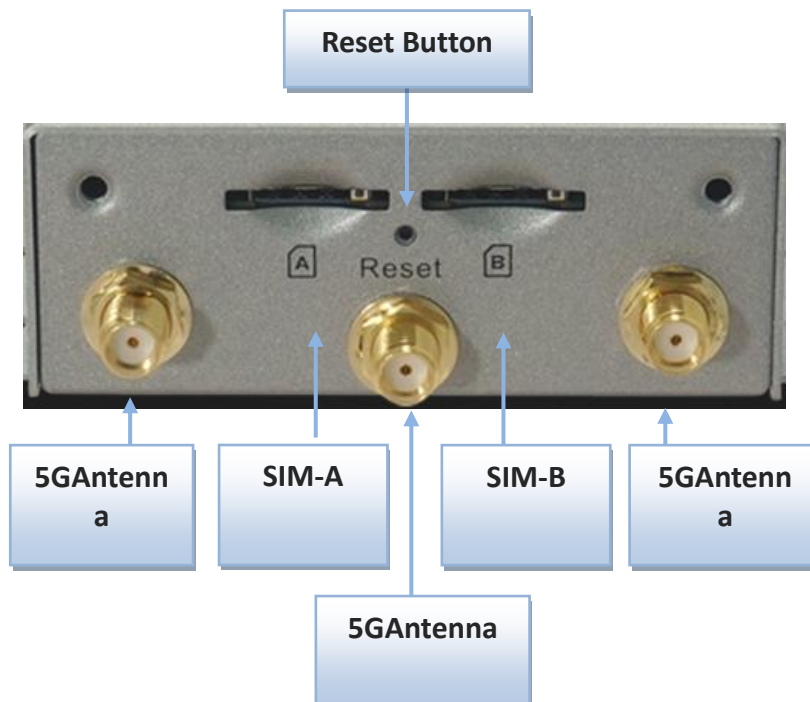 Reset Button
A
Reset
B
5GAntenn
a
SIM-A
SIM-B
5GAntenn
a
5GAntenna